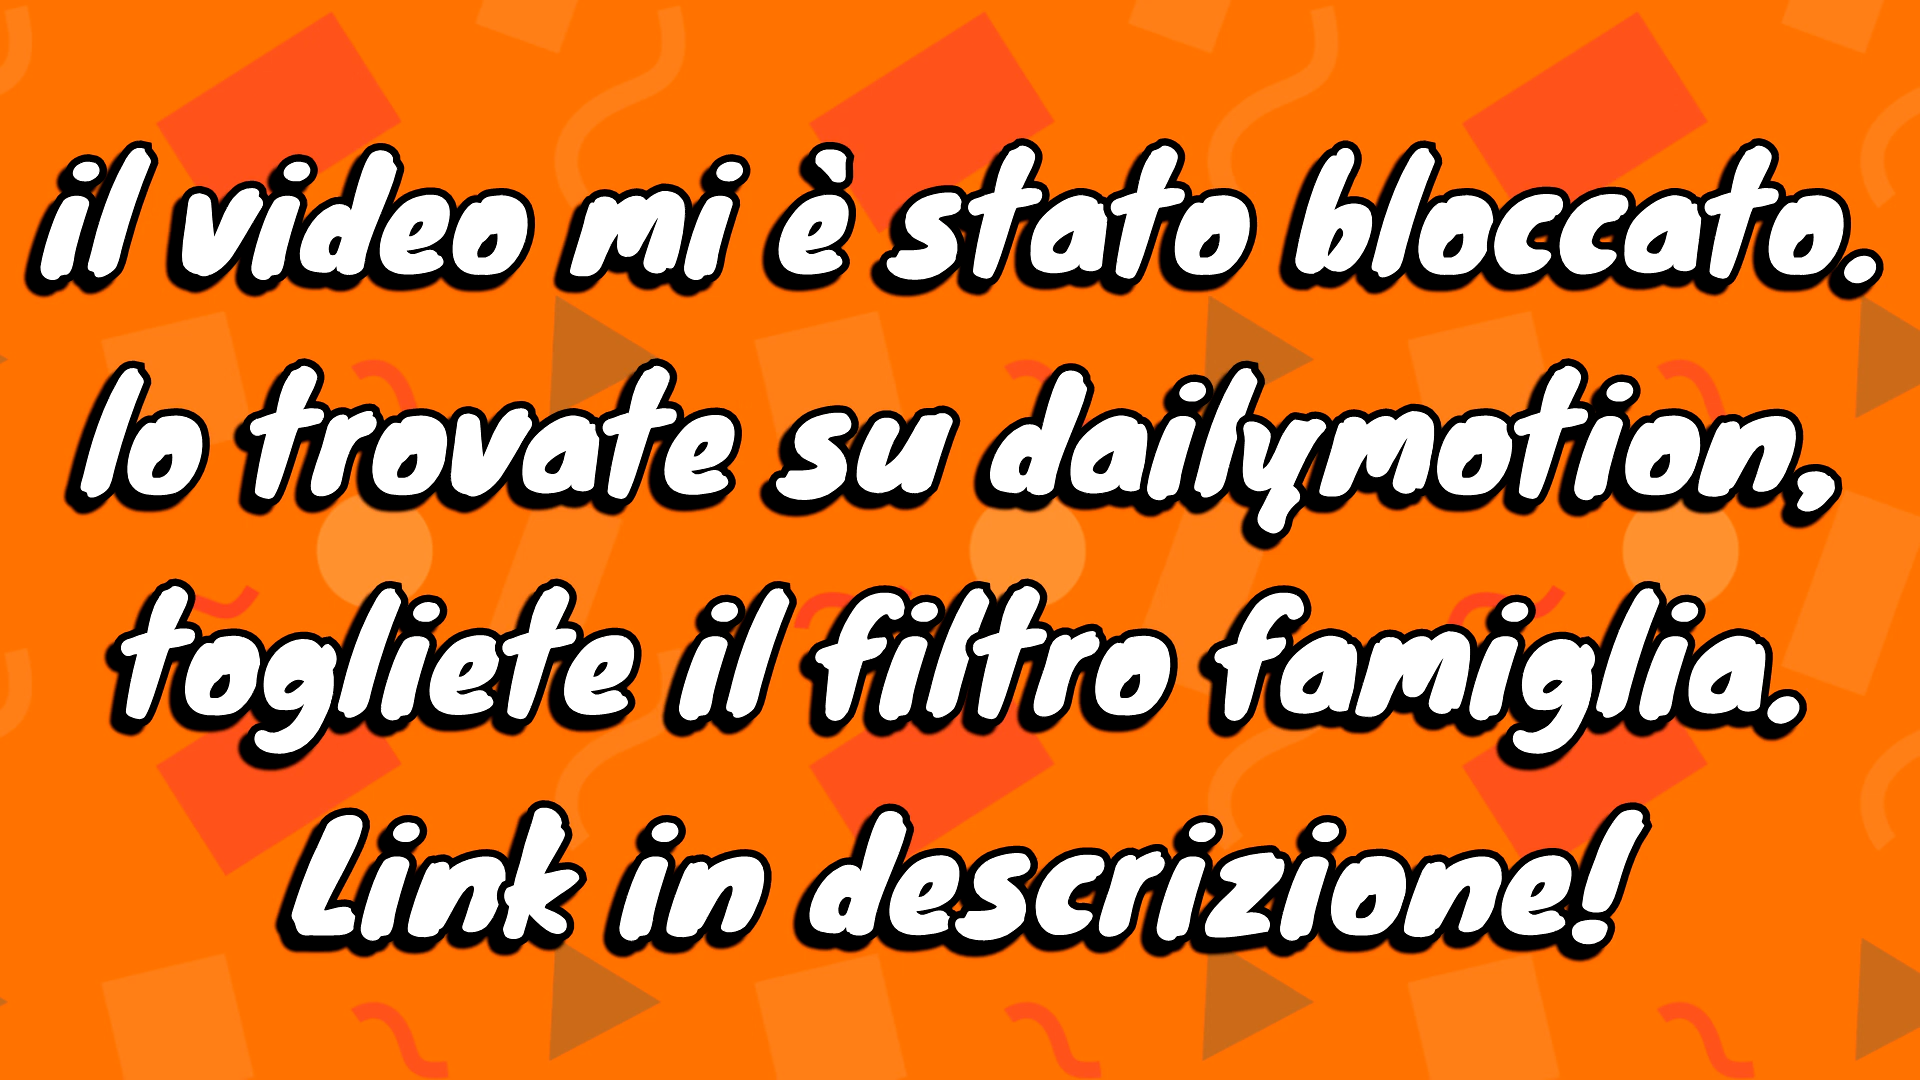 il video mi è stato bloccato.
lo trovate su dailymotion,
togliete il filtro famiglia.
Link in descrizione!